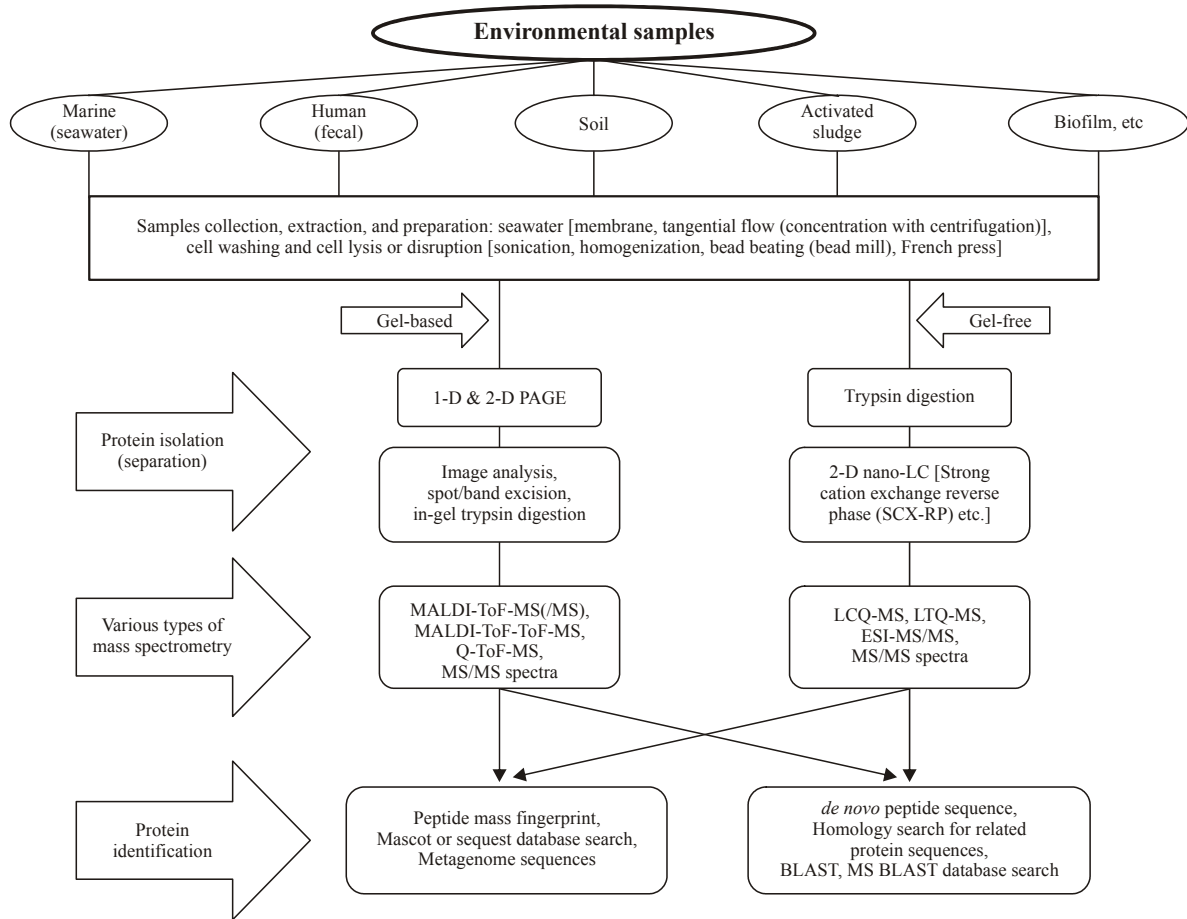 Environmental samples
Marine
(seawater)
Human
(fecal)
Soil
Activated
sludge
Biofilm, etc
Samples collection, extraction, and preparation: seawater [membrane, tangential flow (concentration with centrifugation)],
cell washing and cell lysis or disruption [sonication, homogenization, bead beating (bead mill), French press]
Gel-based
Gel-free
Protein isolation
(separation)
1-D & 2-D PAGE
Trypsin digestion
Image analysis,
spot/band excision,
in-gel trypsin digestion
2-D nano-LC [Strong
cation exchange reverse
phase (SCX-RP) etc.]
Various types of
mass spectrometry
MALDI-ToF-MS(/MS),
MALDI-ToF-ToF-MS,
Q-ToF-MS,
MS/MS spectra
LCQ-MS, LTQ-MS,
ESI-MS/MS,
MS/MS spectra
Protein
identification
Peptide mass fingerprint,
Mascot or sequest database search,
Metagenome sequences
de novo peptide sequence,
Homology search for related
protein sequences,
BLAST, MS BLAST database search